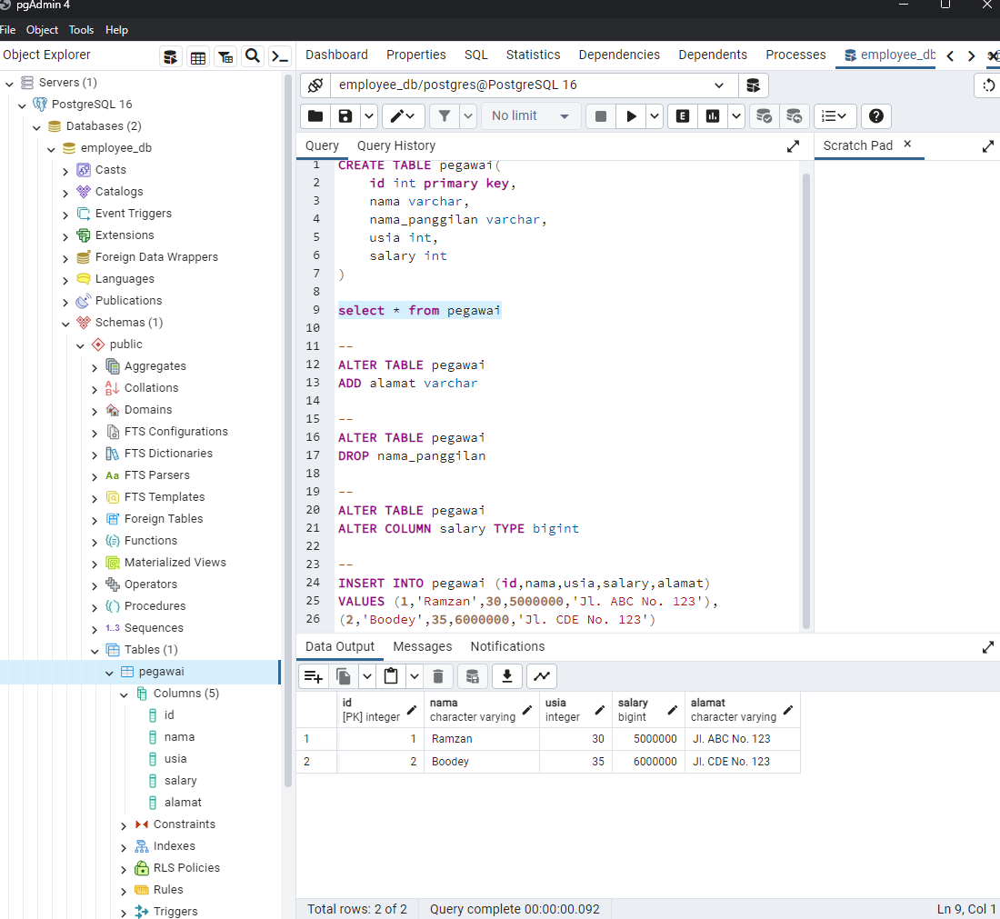 pgAdmin 4
File Object Tools Help
Object Explorer
Servers (1)
PostgreSQL 16
Databases (2)
employee_db
Casts
Catalogs
Event Triggers
Extensions
Foreign Data Wrappers
Languages
Publications
Schemas (1)
public
Aggregates
Collations
Domains
FTS Configurations
FTS Dictionaries
Aa FTS Parsers
FTS Templates
Foreign Tables
Functions
Materialized Views
Operators
Procedures
1..3 Sequences
Tables (1)
pegawai
Columns (5)
id
nama
usia
salary
alamat
Constraints
Indexes
RLS Policies
Rules
Triggers
Dashboard Properties SQL Statistics Dependencies Dependents Processes employee_db
employee_db/postgres@PostgreSQL 16
No limit
E
Query Query History
Scratch Pad
1 CREATE TABLE pegawai(
2 id int primary key,
3 nama varchar,
4 nama_panggilan varchar,
5 usia int,
6 salary int
7 )
8
9 select * from pegawai
10
11 --
12 ALTER TABLE pegawai
13 ADD alamat varchar
14
15 --
16 ALTER TABLE pegawai
17 DROP nama_panggilan
18
19 --
20 ALTER TABLE pegawai
21 ALTER COLUMN salary TYPE bigint
22
23 --
24 INSERT INTO pegawai (id,nama,usia,salary,alamat)
25 VALUES (1,'Ramzan',30,5000000,'Jl. ABC No. 123'),
26 (2,'Boodey',35,6000000,'Jl. CDE No. 123')
Data Output Messages Notifications
id nama usia salary alamat
[PK] integer character varying integer bigint character varying
1 1 Ramzan 30 5000000 Jl. ABC No. 123
2 2 Boodey 35 6000000 Jl. CDE No. 123
Total rows: 2 of 2 Query complete 00:00:00.092 Ln 9, Col 1